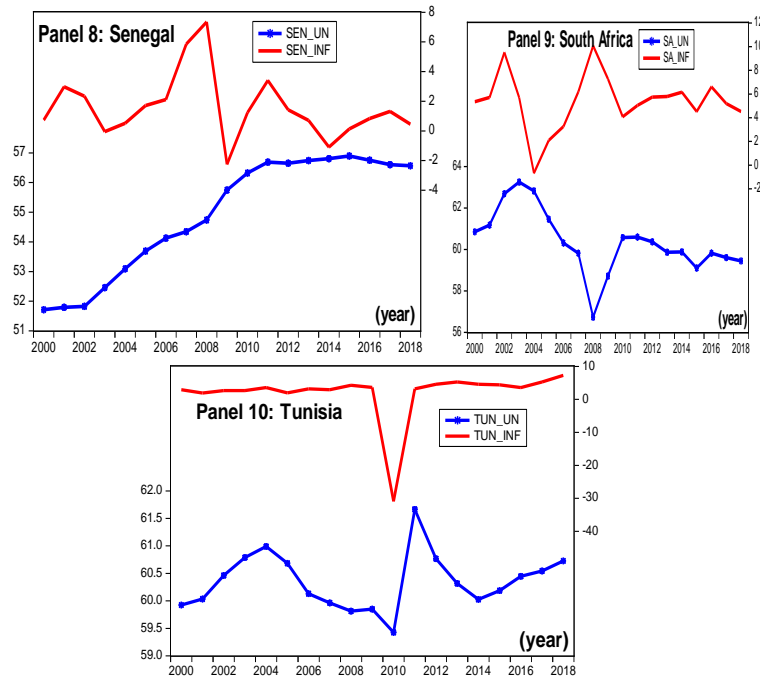 Panel 8: Senegal
SEN_UN
SEN_INF
8
6
4
2
0
-2
-4
57
56
55
54
53
52
51
(year)
2000 2002 2004 2006 2008 2010 2012 2014 2016 2018
Panel 9: South Africa
SA_UN
SA_INF
12
10
8
6
4
2
0
-2
64
62
60
58
56
(year)
2000 2002 2004 2006 2008 2010 2012 2014 2016 2018
Panel 10: Tunisia
TUN_UN
TUN_INF
10
0
-10
-20
-30
-40
62.0
61.5
61.0
60.5
60.0
59.5
59.0
(year)
2000 2002 2004 2006 2008 2010 2012 2014 2016 2018